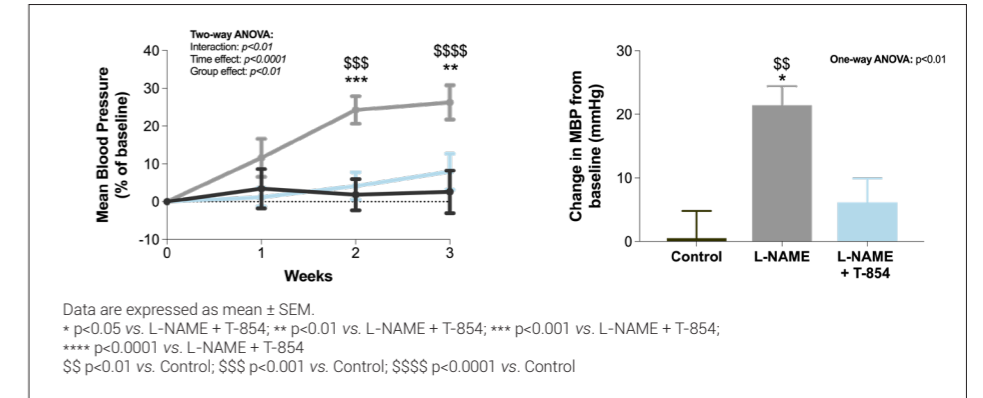 Two-way ANOVA:
Interaction: p<0.01
Time effect: p<0.0001
Group effect: p<0.01
Mean Blood Pressure
(% of baseline)
40
30
20
10
0
-10
$$$
***
$$$$
**
0
1
2
3
Weeks
One-way ANOVA: p<0.01
Change in MBP from
baseline (mmHg)
30
20
10
0
$$
*
Control
L-NAME
L-NAME
+ T-854
Data are expressed as mean ± SEM.
* p<0.05 vs. L-NAME + T-854; ** p<0.01 vs. L-NAME + T-854; *** p<0.001 vs. L-NAME + T-854;
**** p<0.0001 vs. L-NAME + T-854
$$ p<0.01 vs. Control; $$$ p<0.001 vs. Control; $$$$ p<0.0001 vs. Control